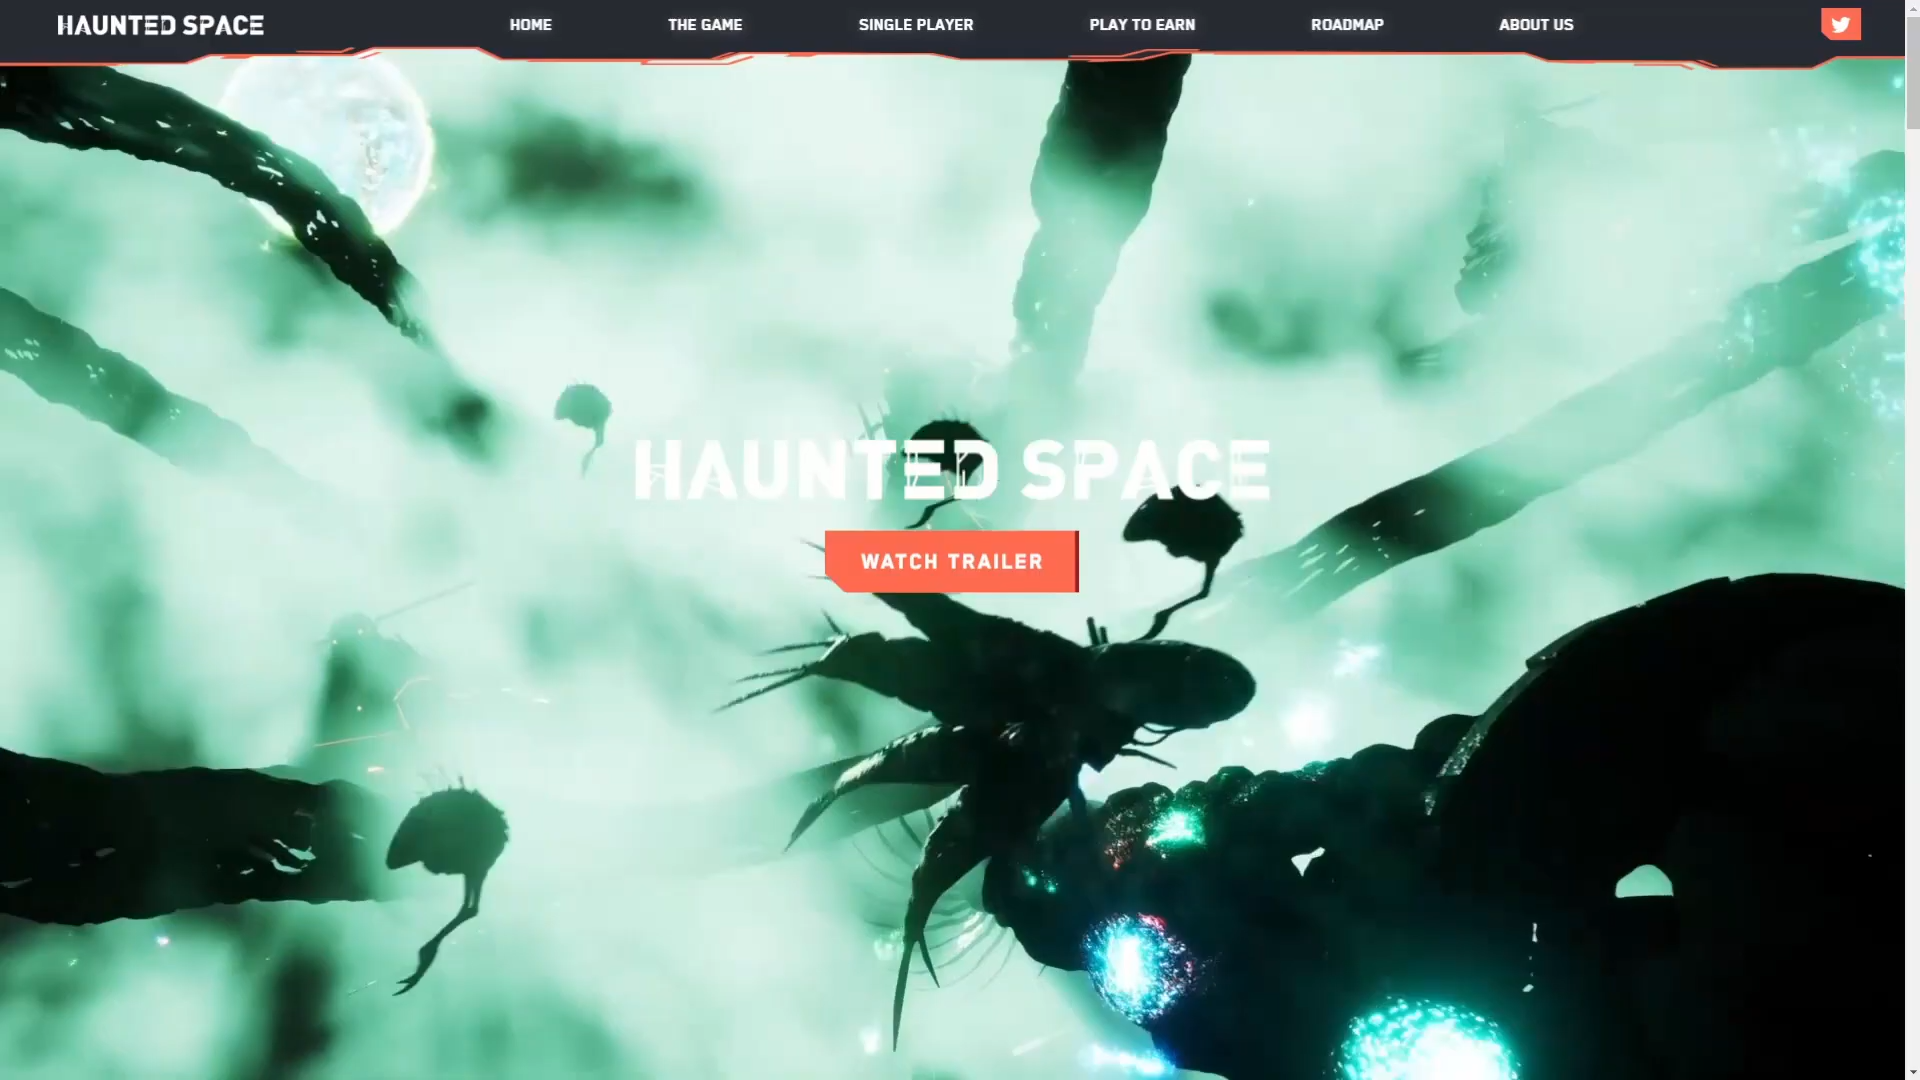 HAUNTED SPACE
HOME
THE GAME
SINGLE PLAYER
PLAY TO EARN
ROADMAP
ABOUT US
HAUNTED SPACE
WATCH TRAILER